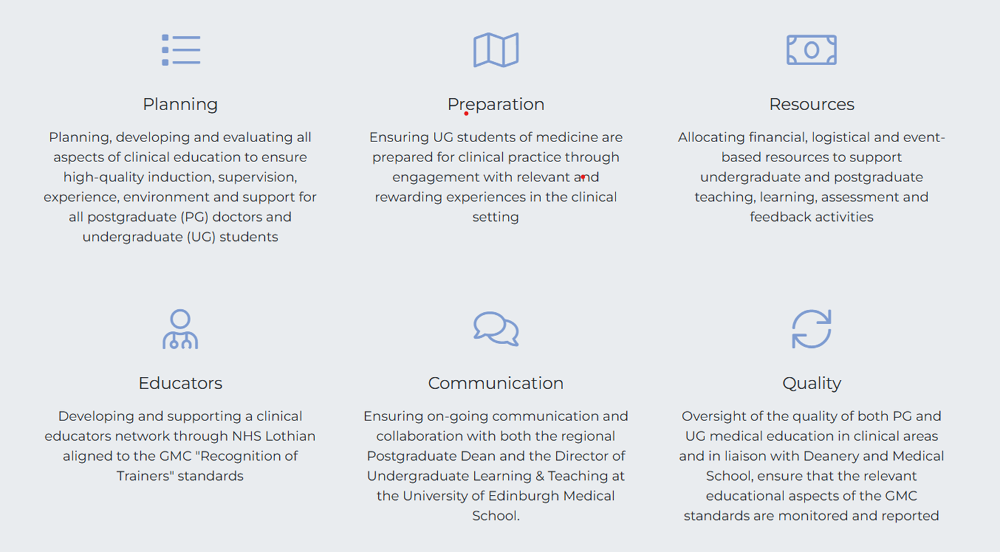 Planning
Planning, developing and evaluating all
aspects of clinical education to ensure
high-quality induction, supervision,
experience, environment and support for
all postgraduate (PG) doctors and
undergraduate (UG) students
Preparation
Ensuring UG students of medicine are
prepared for clinical practice through
engagement with relevant and
rewarding experiences in the clinical
setting
Resources
Allocating financial, logistical and event-
based resources to support
undergraduate and postgraduate
teaching, learning, assessment and
feedback activities
Educators
Developing and supporting a clinical
educators network through NHS Lothian
aligned to the GMC "Recognition of
Trainers" standards
Communication
Ensuring on-going communication and
collaboration with both the regional
Postgraduate Dean and the Director of
Undergraduate Learning & Teaching at
the University of Edinburgh Medical
School.
Quality
Oversight of the quality of both PG and
UG medical education in clinical areas
and in liaison with Deanery and Medical
School, ensure that the relevant
educational aspects of the GMC
standards are monitored and reported